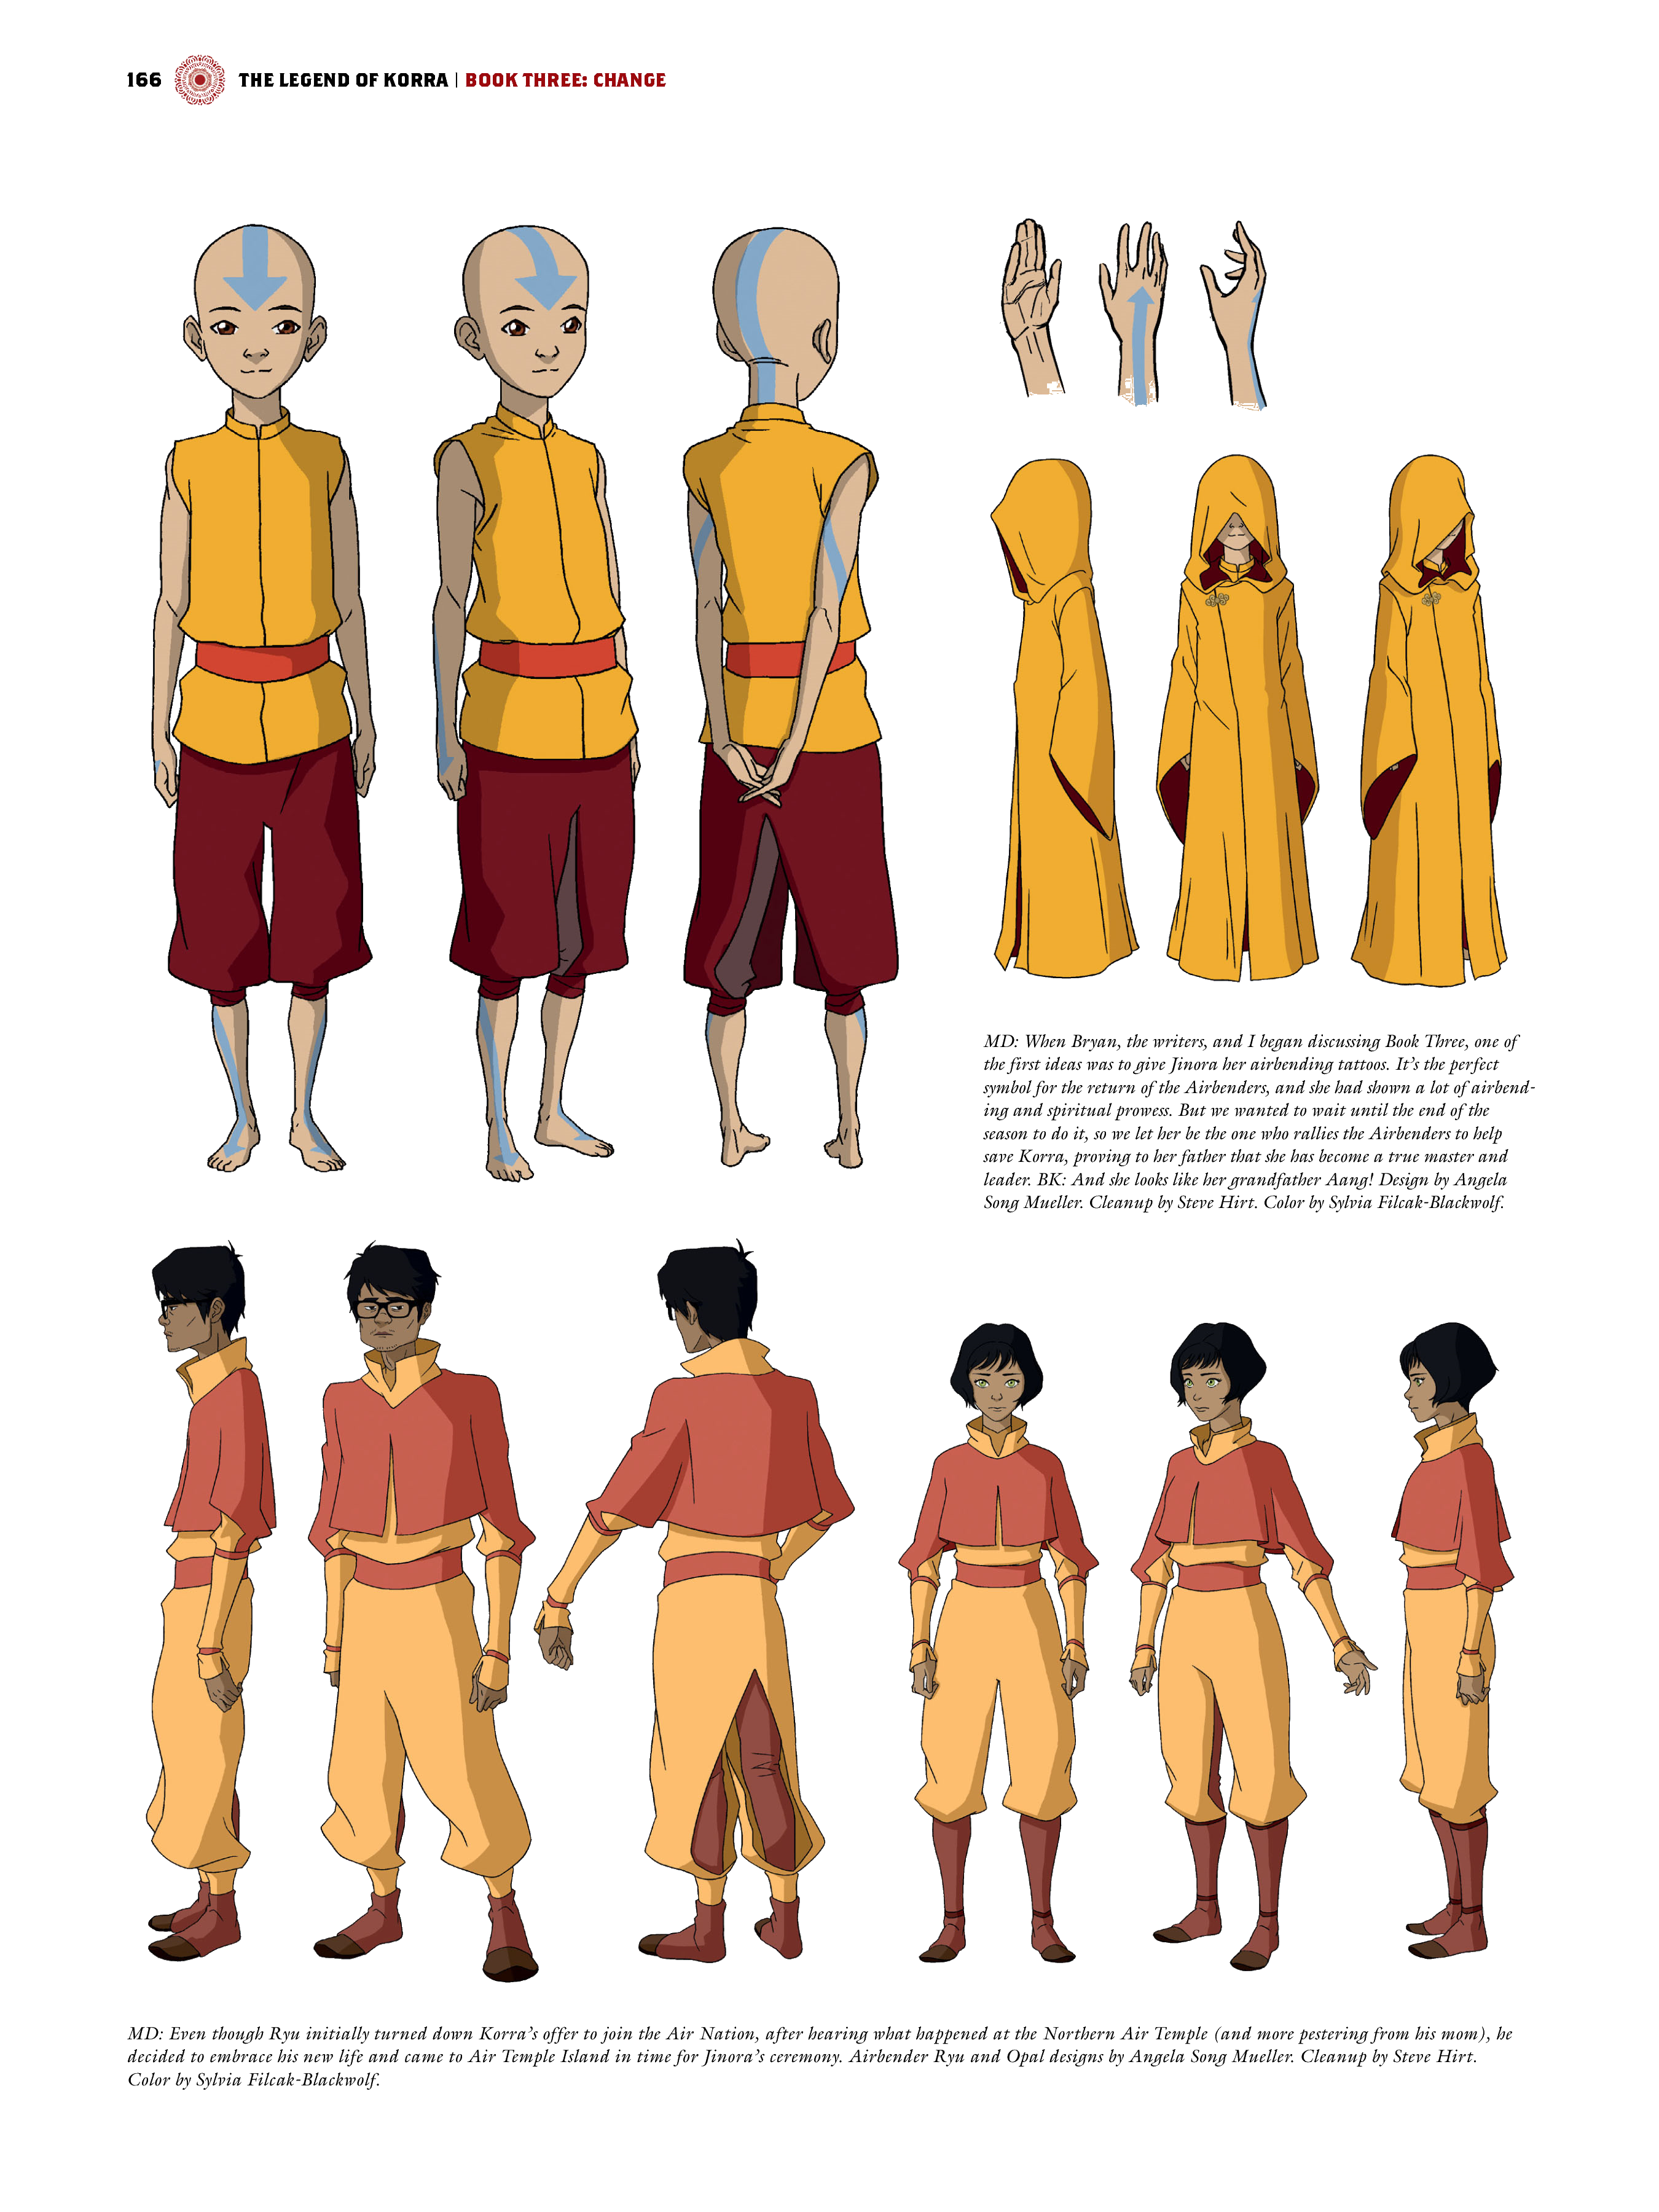 166 THE LEGEND OF KORRA | BOOK THREE: CHANGE
MD: When Bryan, the writers, and I began discussing Book Three, one of
the first ideas was to give Jinora her airbending tattoos. It's the perfect
symbol for the return of the Airbenders, and she had shown a lot of airbend-
ing and spiritual prowess. But we wanted to wait until the end of the
season to do it, so we let her be the one who rallies the Airbenders to help
save Korra, proving to her father that she has become a true master and
leader. BK: And she looks like her grandfather Aang! Design by Angela
Song Mueller. Cleanup by Steve Hirt. Color by Sylvia Filcak-Blackwolf.
MD: Even though Ryu initially turned down Korra's offer to join the Air Nation, after hearing what happened at the Northern Air Temple (and more pestering from his mom), he
decided to embrace his new life and came to Air Temple Island in time for Jinora's ceremony. Airbender Ryu and Opal designs by Angela Song Mueller. Cleanup by Steve Hirt.
Color by Sylvia Filcak-Blackwolf.